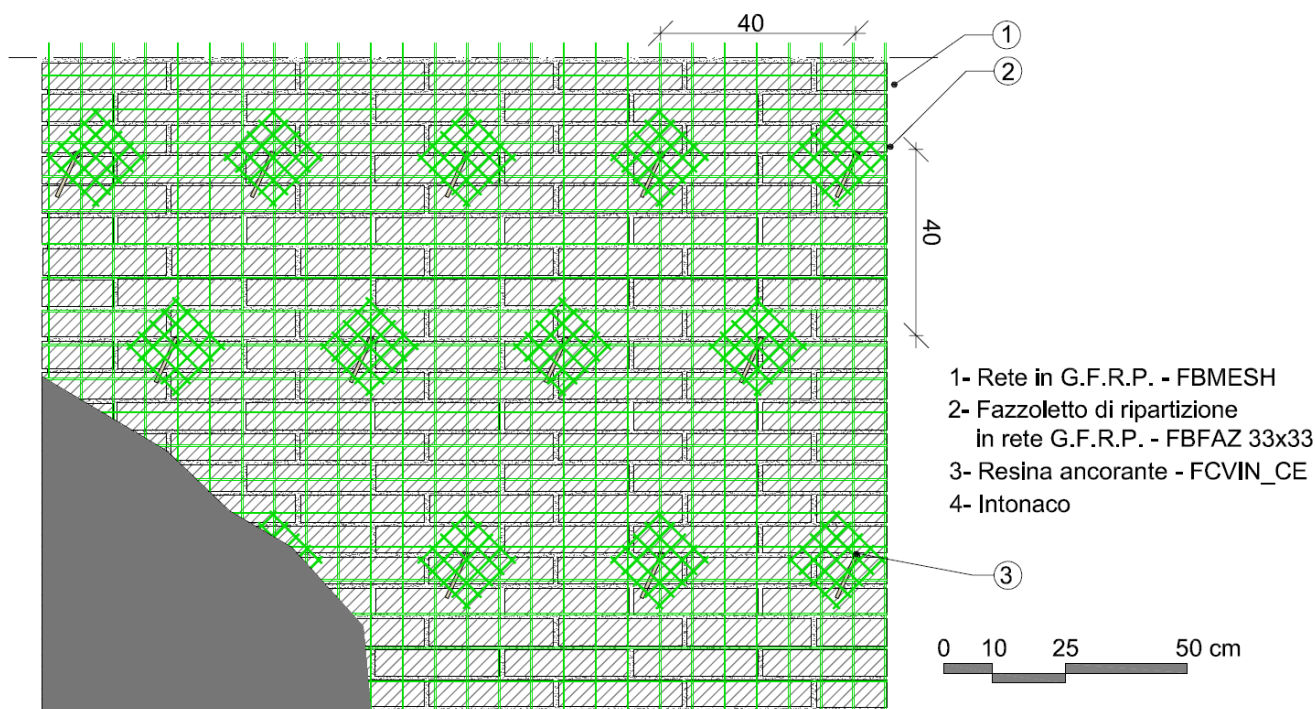 40
1
2
40
1- Rete in G.F.R.P. - FBMESH
2- Fazzoletto di ripartizione
in rete G.F.R.P. - FBFAZ 33x33
3- Resina ancorante - FCVIN_CE
4- Intonaco
3
0 10 25 50 cm